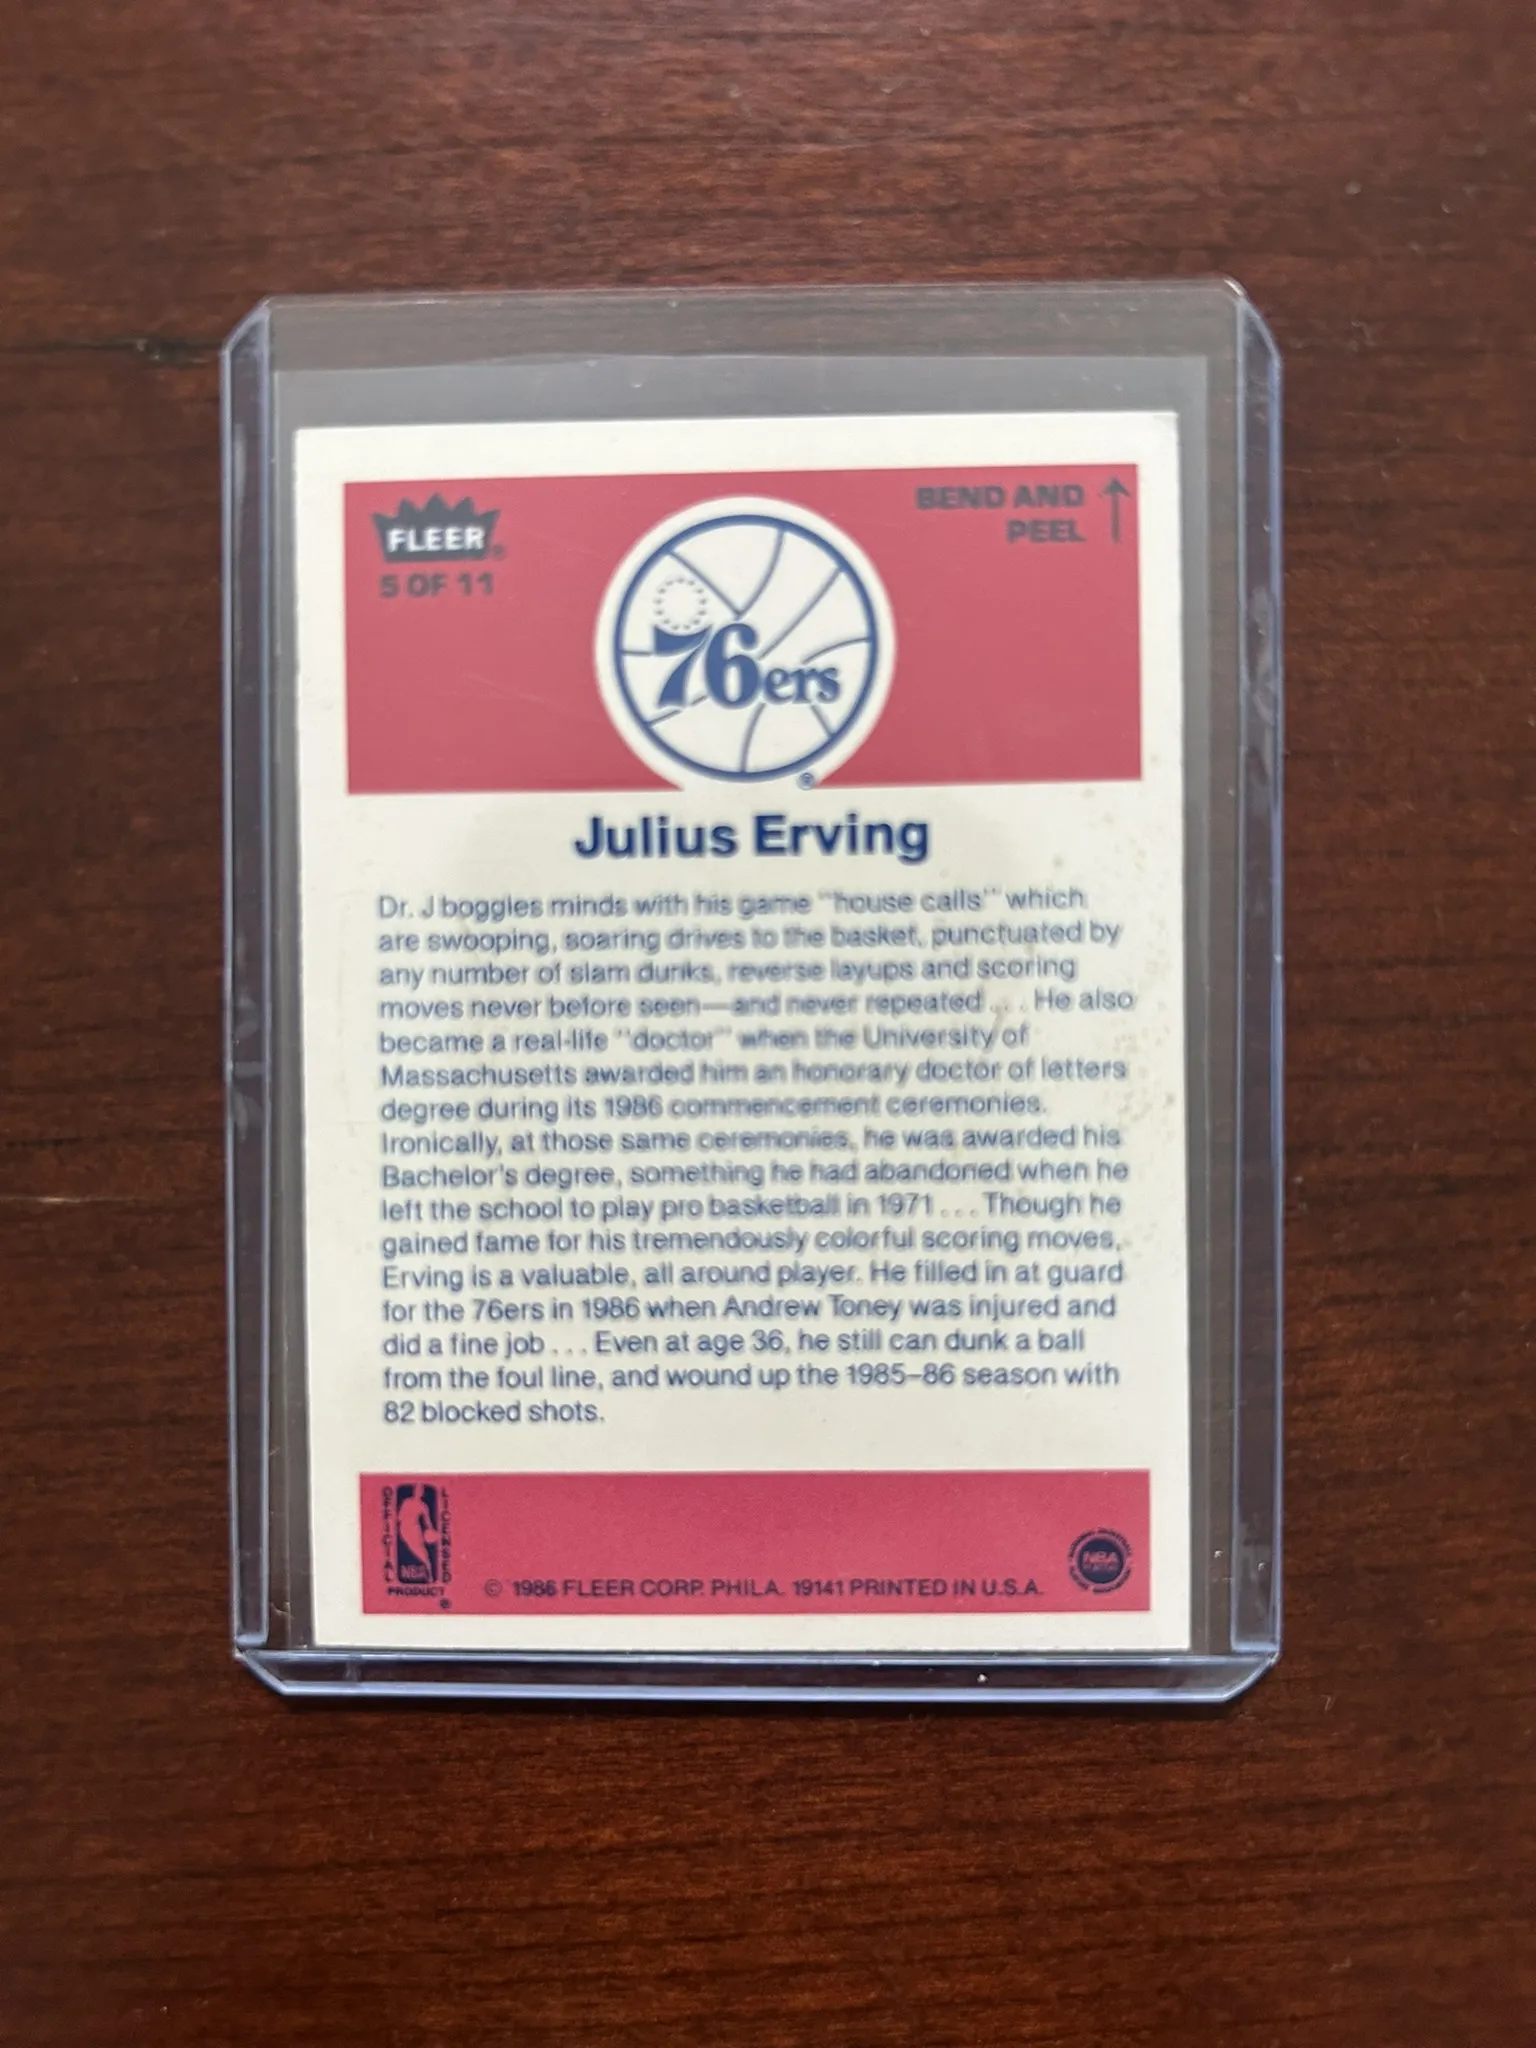 FLEER®
5 OF 11
BEND AND
PEEL
76ers
®
Julius Erving
Dr. J boggles minds with his game "house calls" which
are swooping, soaring drives to the basket, punctuated by
any number of slam dunks, reverse layups and scoring
moves never before seen—and never repeated... He also
became a real-life "doctor" when the University of
Massachusetts awarded him an honorary doctor of letters
degree during its 1986 commencement ceremonies.
Ironically, at those same ceremonies, he was awarded his
Bachelor's degree, something he had abandoned when he
left the school to play pro basketball in 1971... Though he
gained fame for his tremendously colorful scoring moves,
Erving is a valuable, all around player. He filled in at guard
for the 76ers in 1986 when Andrew Toney was injured and
did a fine job... Even at age 36, he still can dunk a ball
from the foul line, and wound up the 1985–86 season with
82 blocked shots.
OFFICIAL
NBA
LICENSED
PRODUCT
®
© 1986 FLEER CORP. PHILA. 19141 PRINTED IN U.S.A.
NBA